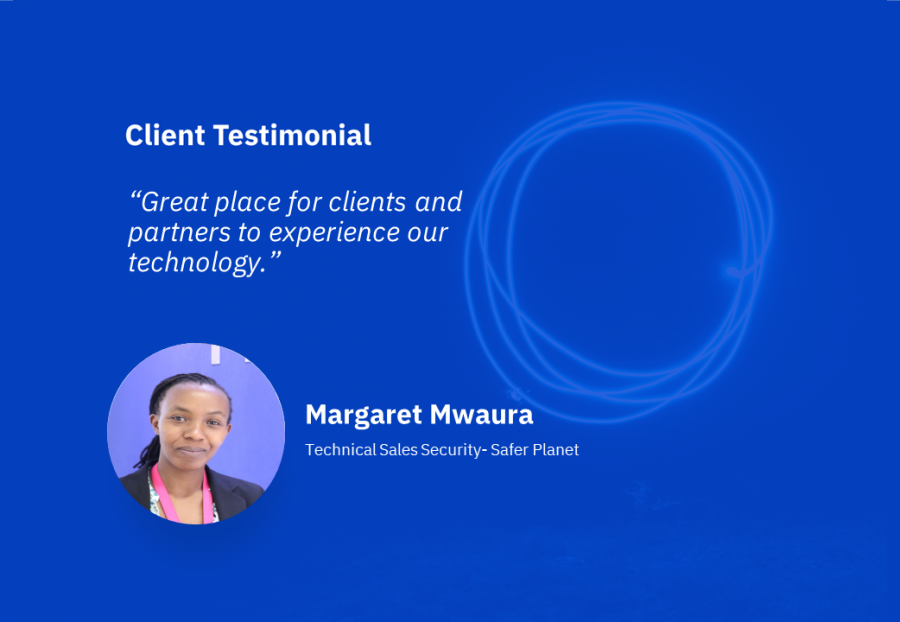 Client Testimonial
“Great place for clients and
partners to experience our
technology.”
Margaret Mwaura
Technical Sales Security- Safer Planet